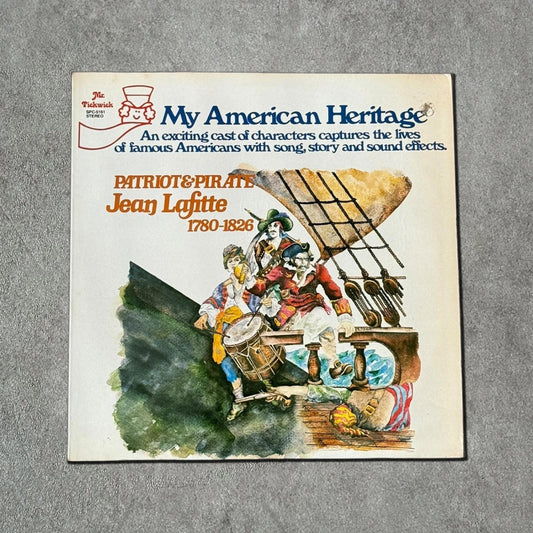 Mr.
Pickwick
SPC-5161
STEREO
My American Heritage
An exciting cast of characters captures the lives
of famous Americans with song, story and sound effects.
PATRIOT & PIRATE
Jean Lafitte
1780-1826